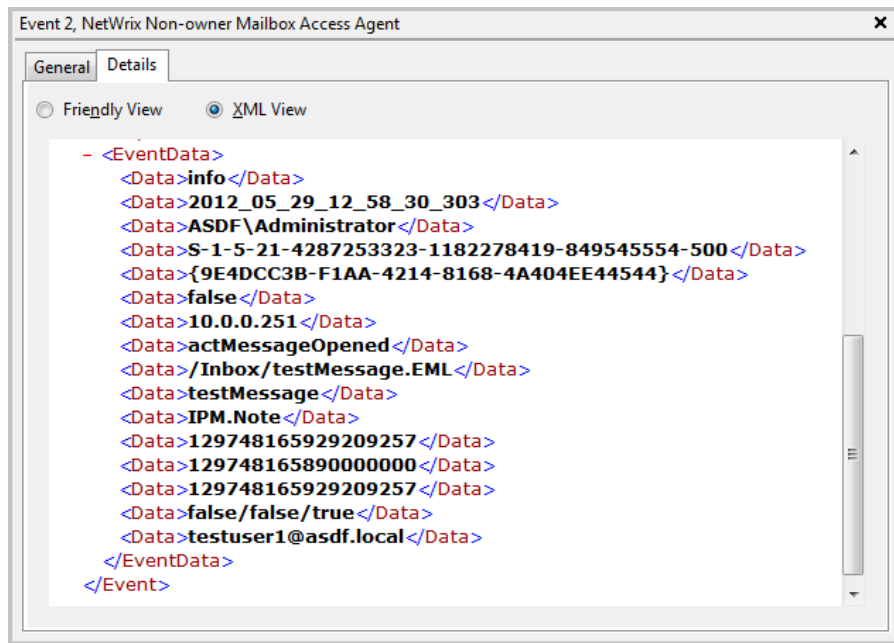 Event 2, NetWrix Non-owner Mailbox Access Agent
General Details
Friendly View XML View
- <EventData>
<Data>info</Data>
<Data>2012_05_29_12_58_30_303</Data>
<Data>ASDF\Administrator</Data>
<Data>S-1-5-21-4287253323-1182278419-849545554-500</Data>
<Data>{9E4DCC3B-F1AA-4214-8168-4A404EE44544}</Data>
<Data>false</Data>
<Data>10.0.0.251</Data>
<Data>actMessageOpened</Data>
<Data>/Inbox/testMessage.EML</Data>
<Data>testMessage</Data>
<Data>IPM.Note</Data>
<Data>129748165929209257</Data>
<Data>129748165890000000</Data>
<Data>129748165929209257</Data>
<Data>false/false/true</Data>
<Data>testuser1@asdf.local</Data>
</EventData>
</Event>